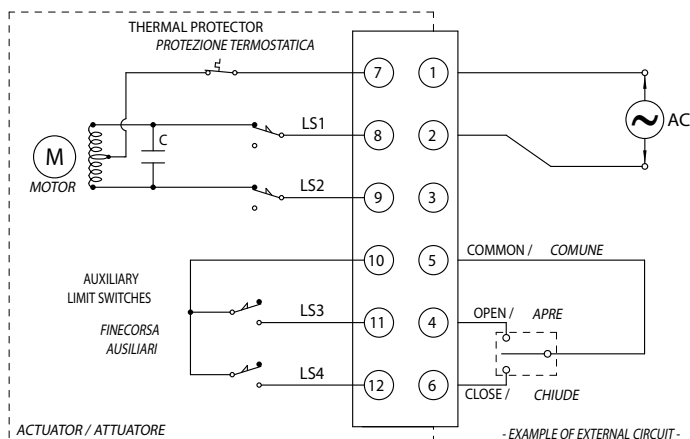 THERMAL PROTECTOR
PROTEZIONE TERMOSTATICA
7
1
AC
LS1
8
2
C
M
MOTOR
LS2
9
3
10
5
COMMON / COMUNE
AUXILIARY
LIMIT SWITCHES
FINECORSA
AUSILIARI
LS3
11
4
OPEN / APRE
LS4
12
6
CLOSE / CHIUDE
ACTUATOR / ATTUATORE
- EXAMPLE OF EXTERNAL CIRCUIT -